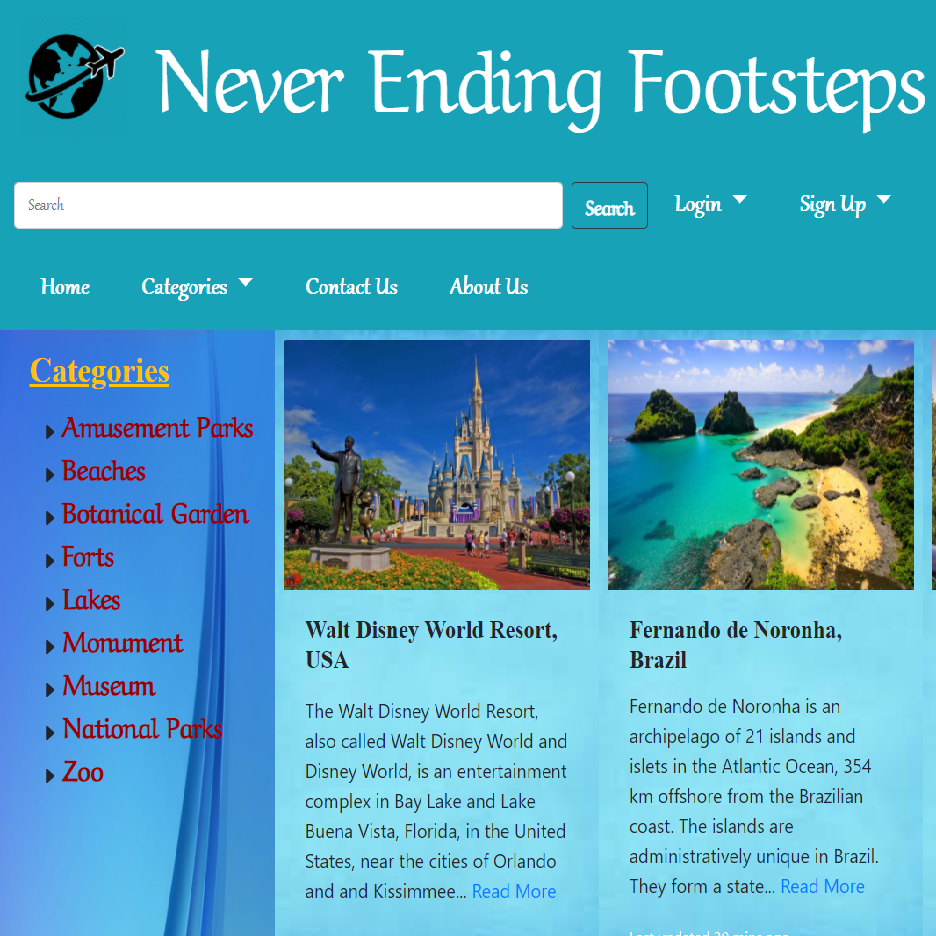 Never Ending Footsteps
Search
Search
Login
Sign Up
Home
Categories
Contact Us
About Us
Categories
Amusement Parks
Beaches
Botanical Garden
Forts
Lakes
Monument
Museum
National Parks
Zoo
Walt Disney World Resort,
USA
The Walt Disney World Resort,
also called Walt Disney World and
Disney World, is an entertainment
complex in Bay Lake and Lake
Buena Vista, Florida, in the United
States, near the cities of Orlando
and and Kissimmee... Read More
Fernando de Noronha,
Brazil
Fernando de Noronha is an
archipelago of 21 islands and
islets in the Atlantic Ocean, 354
km offshore from the Brazilian
coast. The islands are
administratively unique in Brazil.
They form a state... Read More
Last updated 20 mins ago